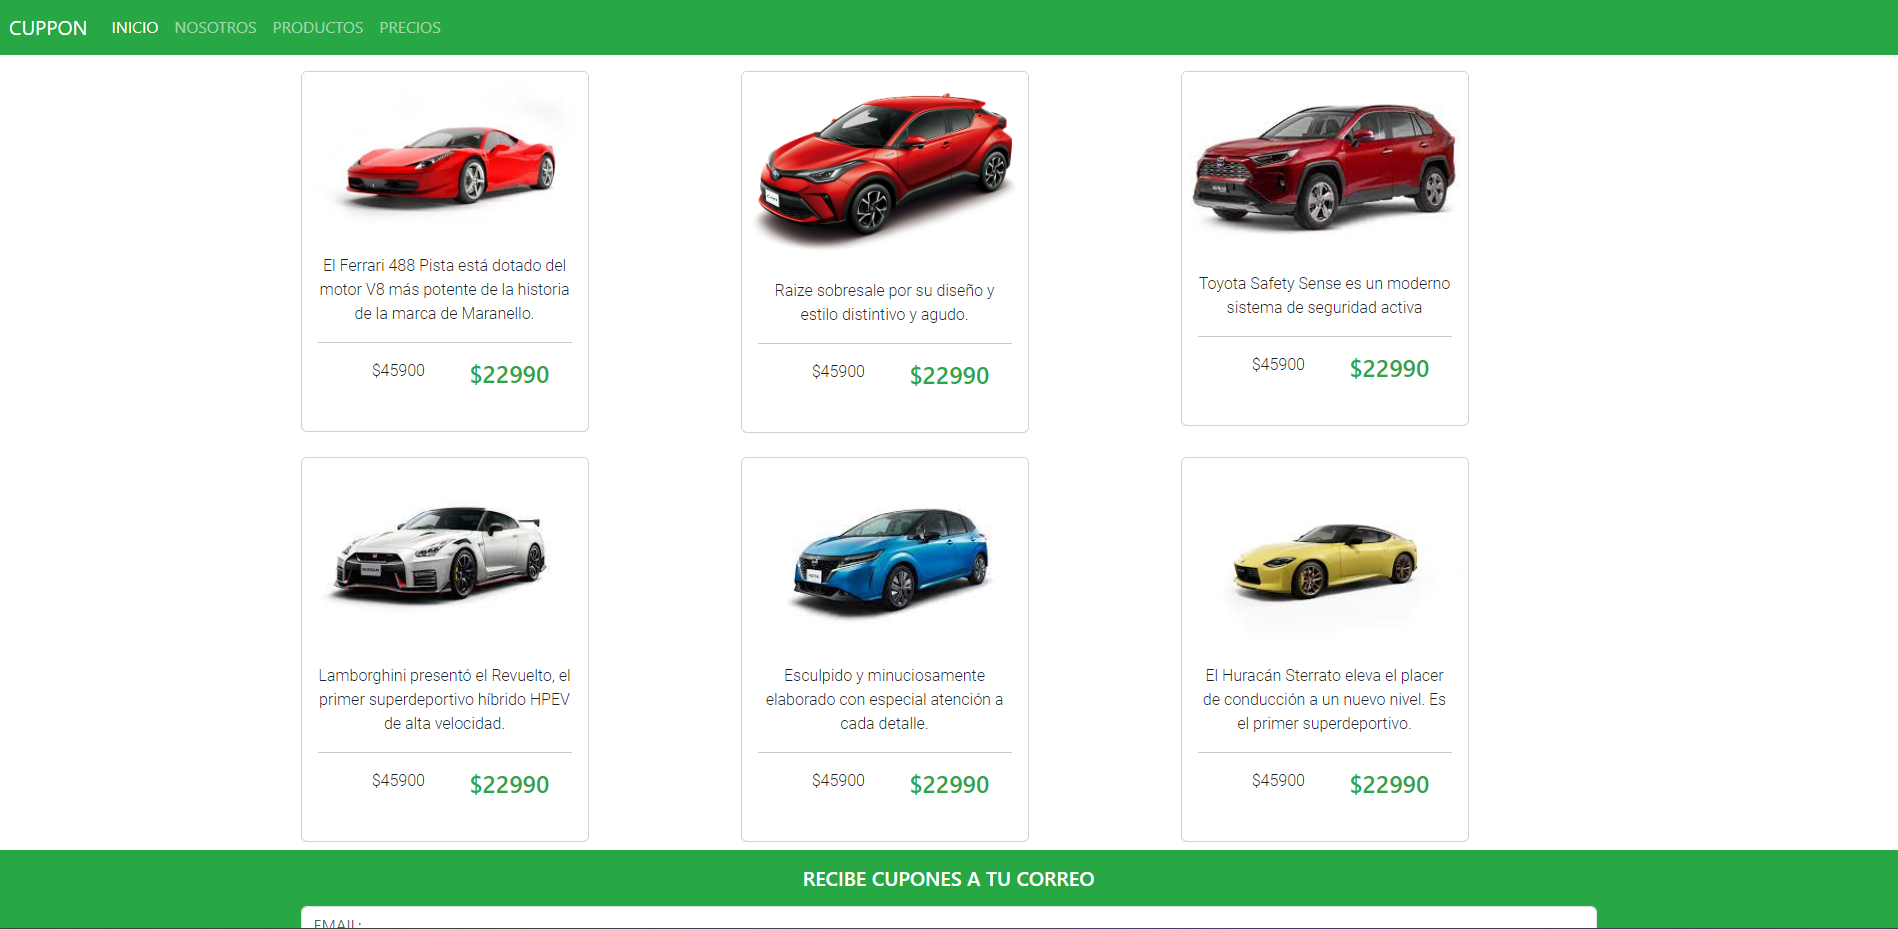 CUPPON INICIO NOSOTROS PRODUCTOS PRECIOS
El Ferrari 488 Pista está dotado del
motor V8 más potente de la historia
de la marca de Maranello.
$45900 $22990
Raize sobresale por su diseño y
estilo distintivo y agudo.
$45900 $22990
Toyota Safety Sense es un moderno
sistema de seguridad activa
$45900 $22990
Lamborghini presentó el Revuelto, el
primer superdeportivo híbrido HPEV
de alta velocidad.
$45900 $22990
Esculpido y minuciosamente
elaborado con especial atención a
cada detalle.
$45900 $22990
El Huracán Sterrato eleva el placer
de conducción a un nuevo nivel. Es
el primer superdeportivo.
$45900 $22990
RECIBE CUPONES A TU CORREO
EMAIL: